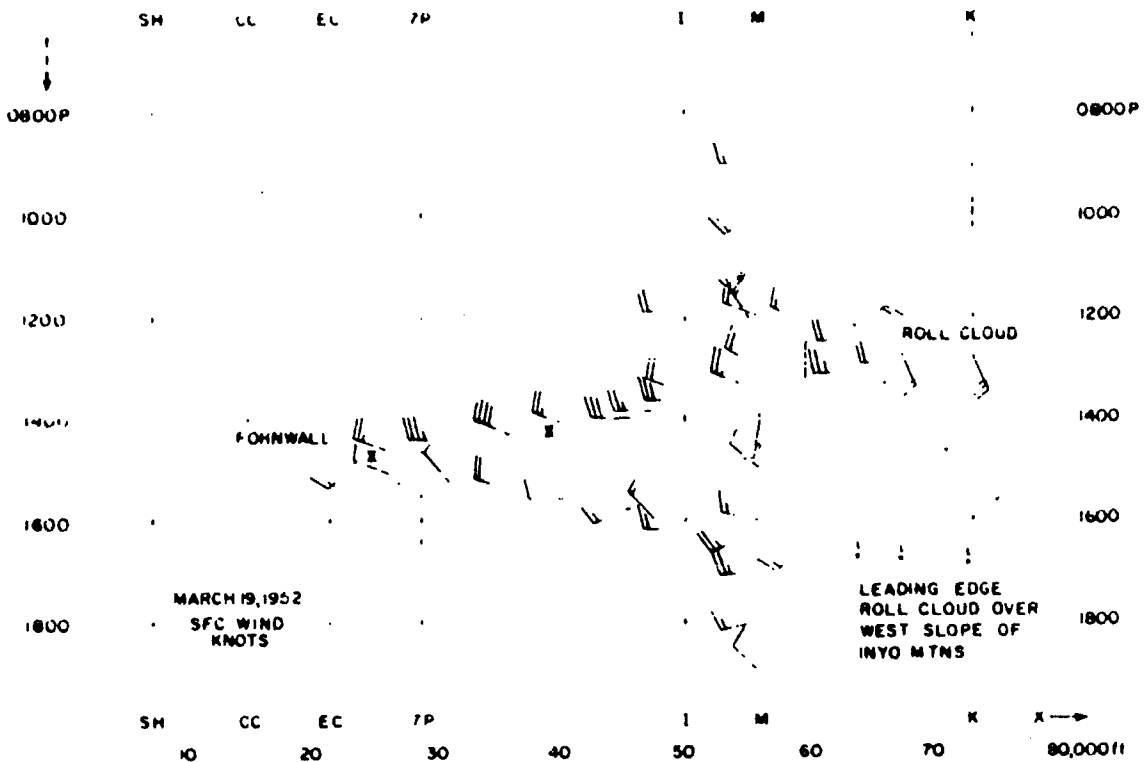 SH CC EC 7P I M K
0800P 0800P
1000 1000
1200 1200
ROLL CLOUD
1400 1400
FOHNWALL
1600 1600
MARCH 19, 1952
SFC WIND
KNOTS
1800 1800
LEADING EDGE
ROLL CLOUD OVER
WEST SLOPE OF
INYO MTNS
SH CC EC 7P I M K X
10 20 30 40 50 60 70 80,000 ft